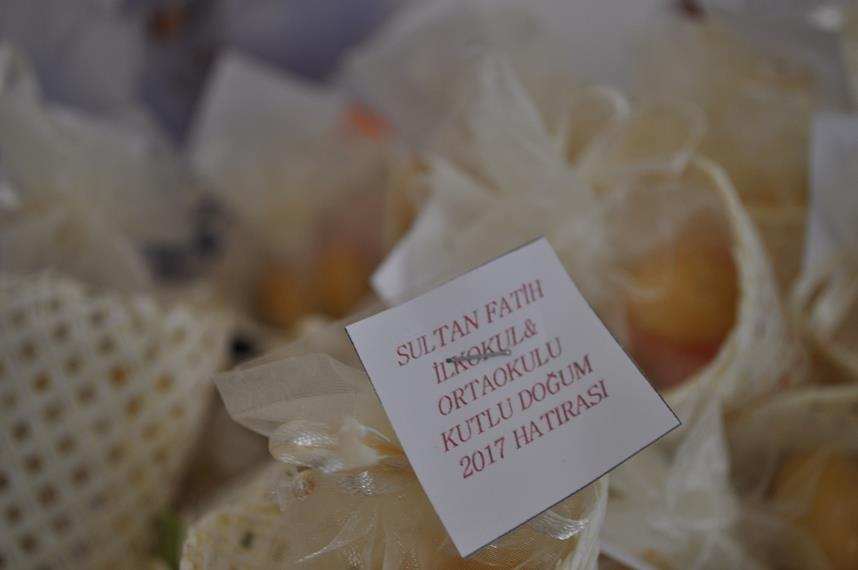 SULTAN FATİH
İLKOKUL&
ORTAOKULU
KUTLU DOĞUM
2017 HATIRASI